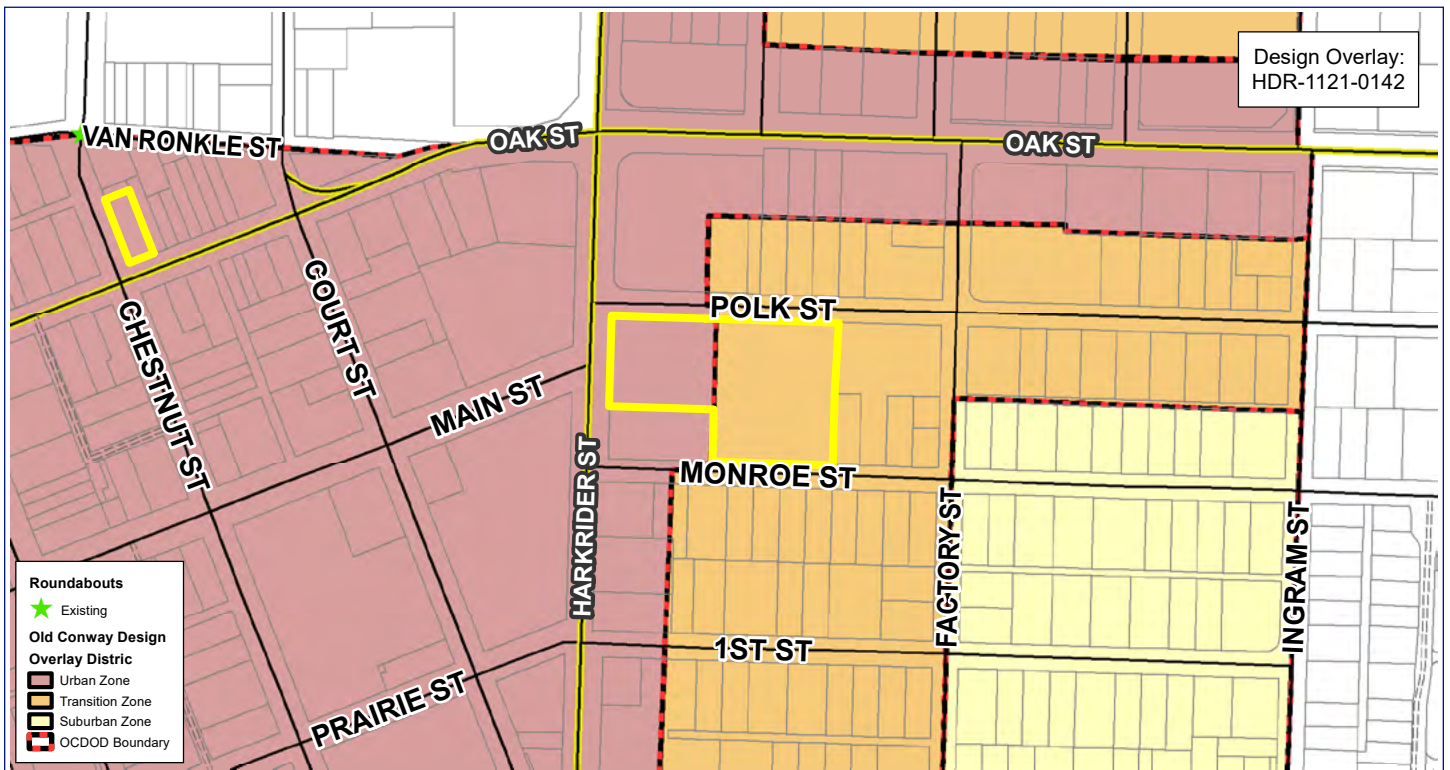 Design Overlay:
HDR-1121-0142
VAN RONKLE ST
OAK ST
OAK ST
POLK ST
CHESTNUT ST
COURT ST
MAIN ST
HARKRIDER ST
MONROE ST
FACTORY ST
INGRAM ST
1ST ST
PRAIRIE ST
Roundabouts
Existing
Old Conway Design
Overlay Distric
Urban Zone
Transition Zone
Suburban Zone
OCDOD Boundary